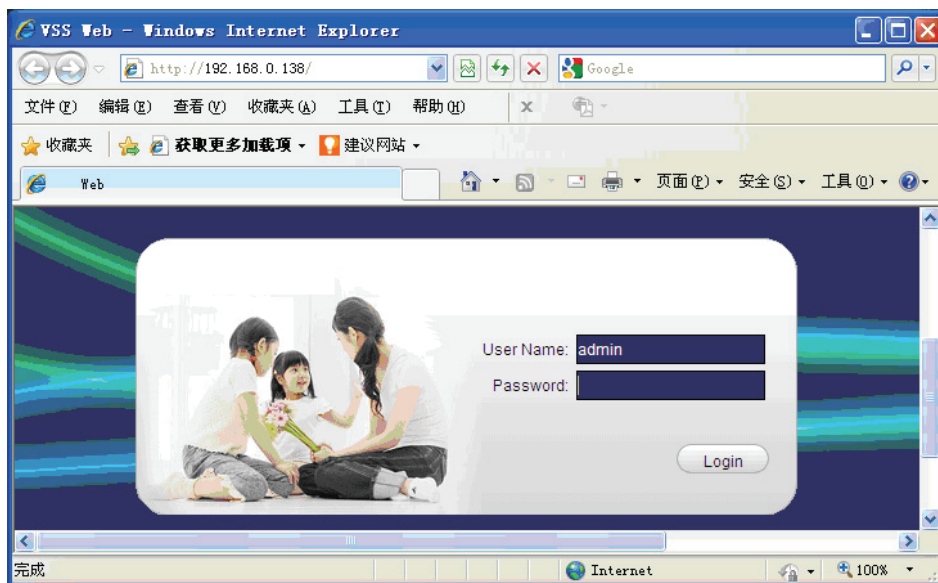 VSS Web - Windows Internet Explorer
http://192.168.0.138/
Google
文件(F) 编辑(E) 查看(V) 收藏夹(A) 工具(T) 帮助(H)
x
收藏夹 获取更多加载项 建议网站
Web
页面(P) 安全(S) 工具(O)
User Name: admin
Password:
Login
完成 Internet 100%